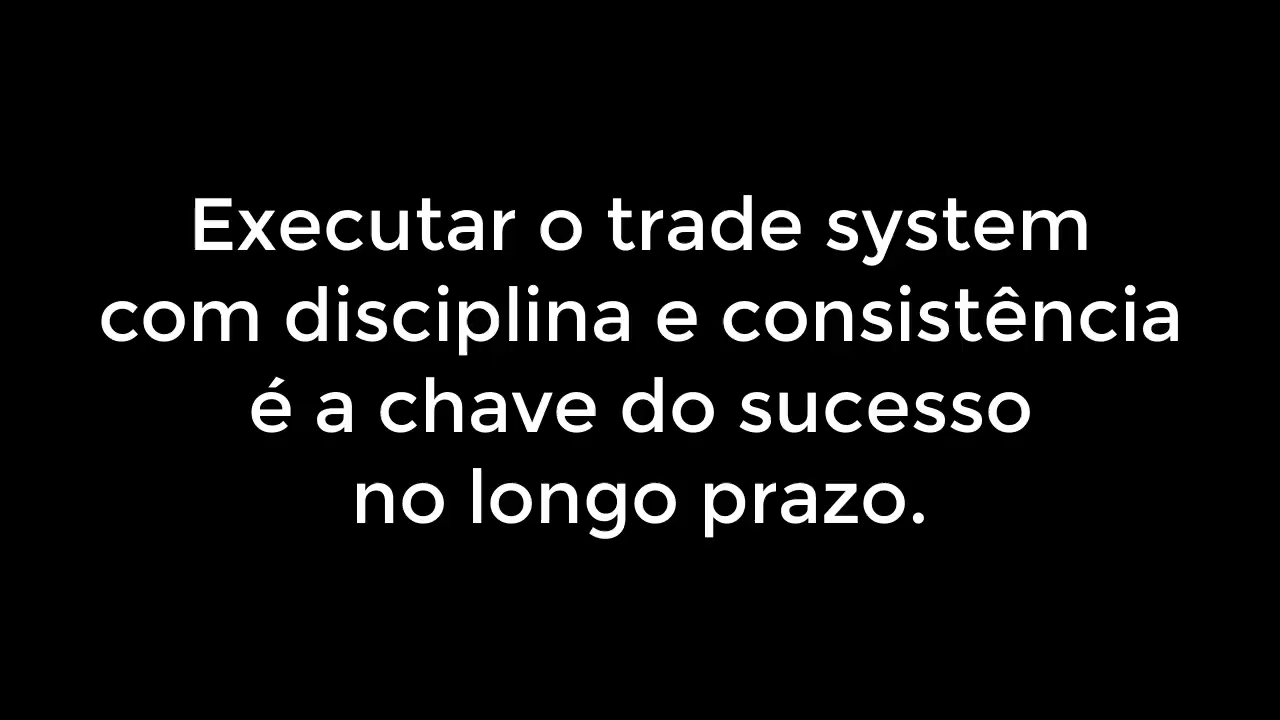 Executar o trade system
com disciplina e consistência
é a chave do sucesso
no longo prazo.